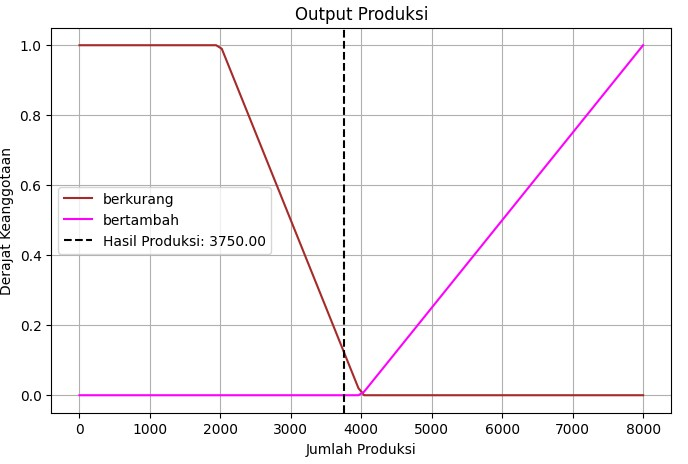 Output Produksi
Derajat Keanggotaan
1.0
0.8
0.6
0.4
0.2
0.0
berkurang
bertambah
Hasil Produksi: 3750.00
0 1000 2000 3000 4000 5000 6000 7000 8000
Jumlah Produksi